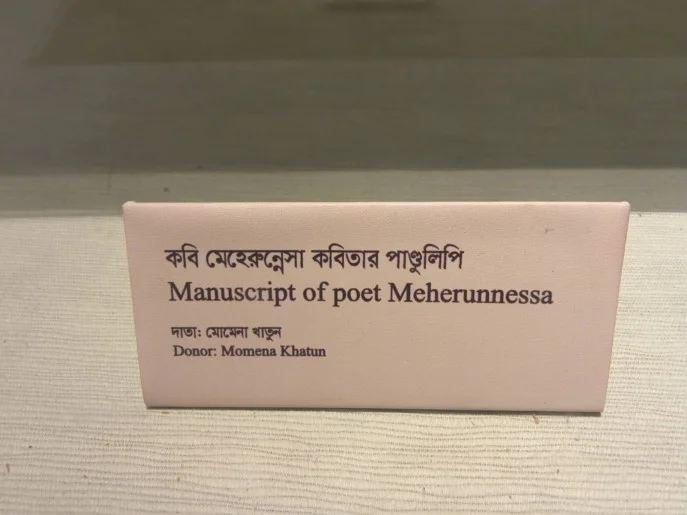 কবি মেহেরুন্নেসা কবিতার পাণ্ডুলিপি
Manuscript of poet Meherunnessa
দাতা: মোমেনা খাতুন
Donor: Momena Khatun